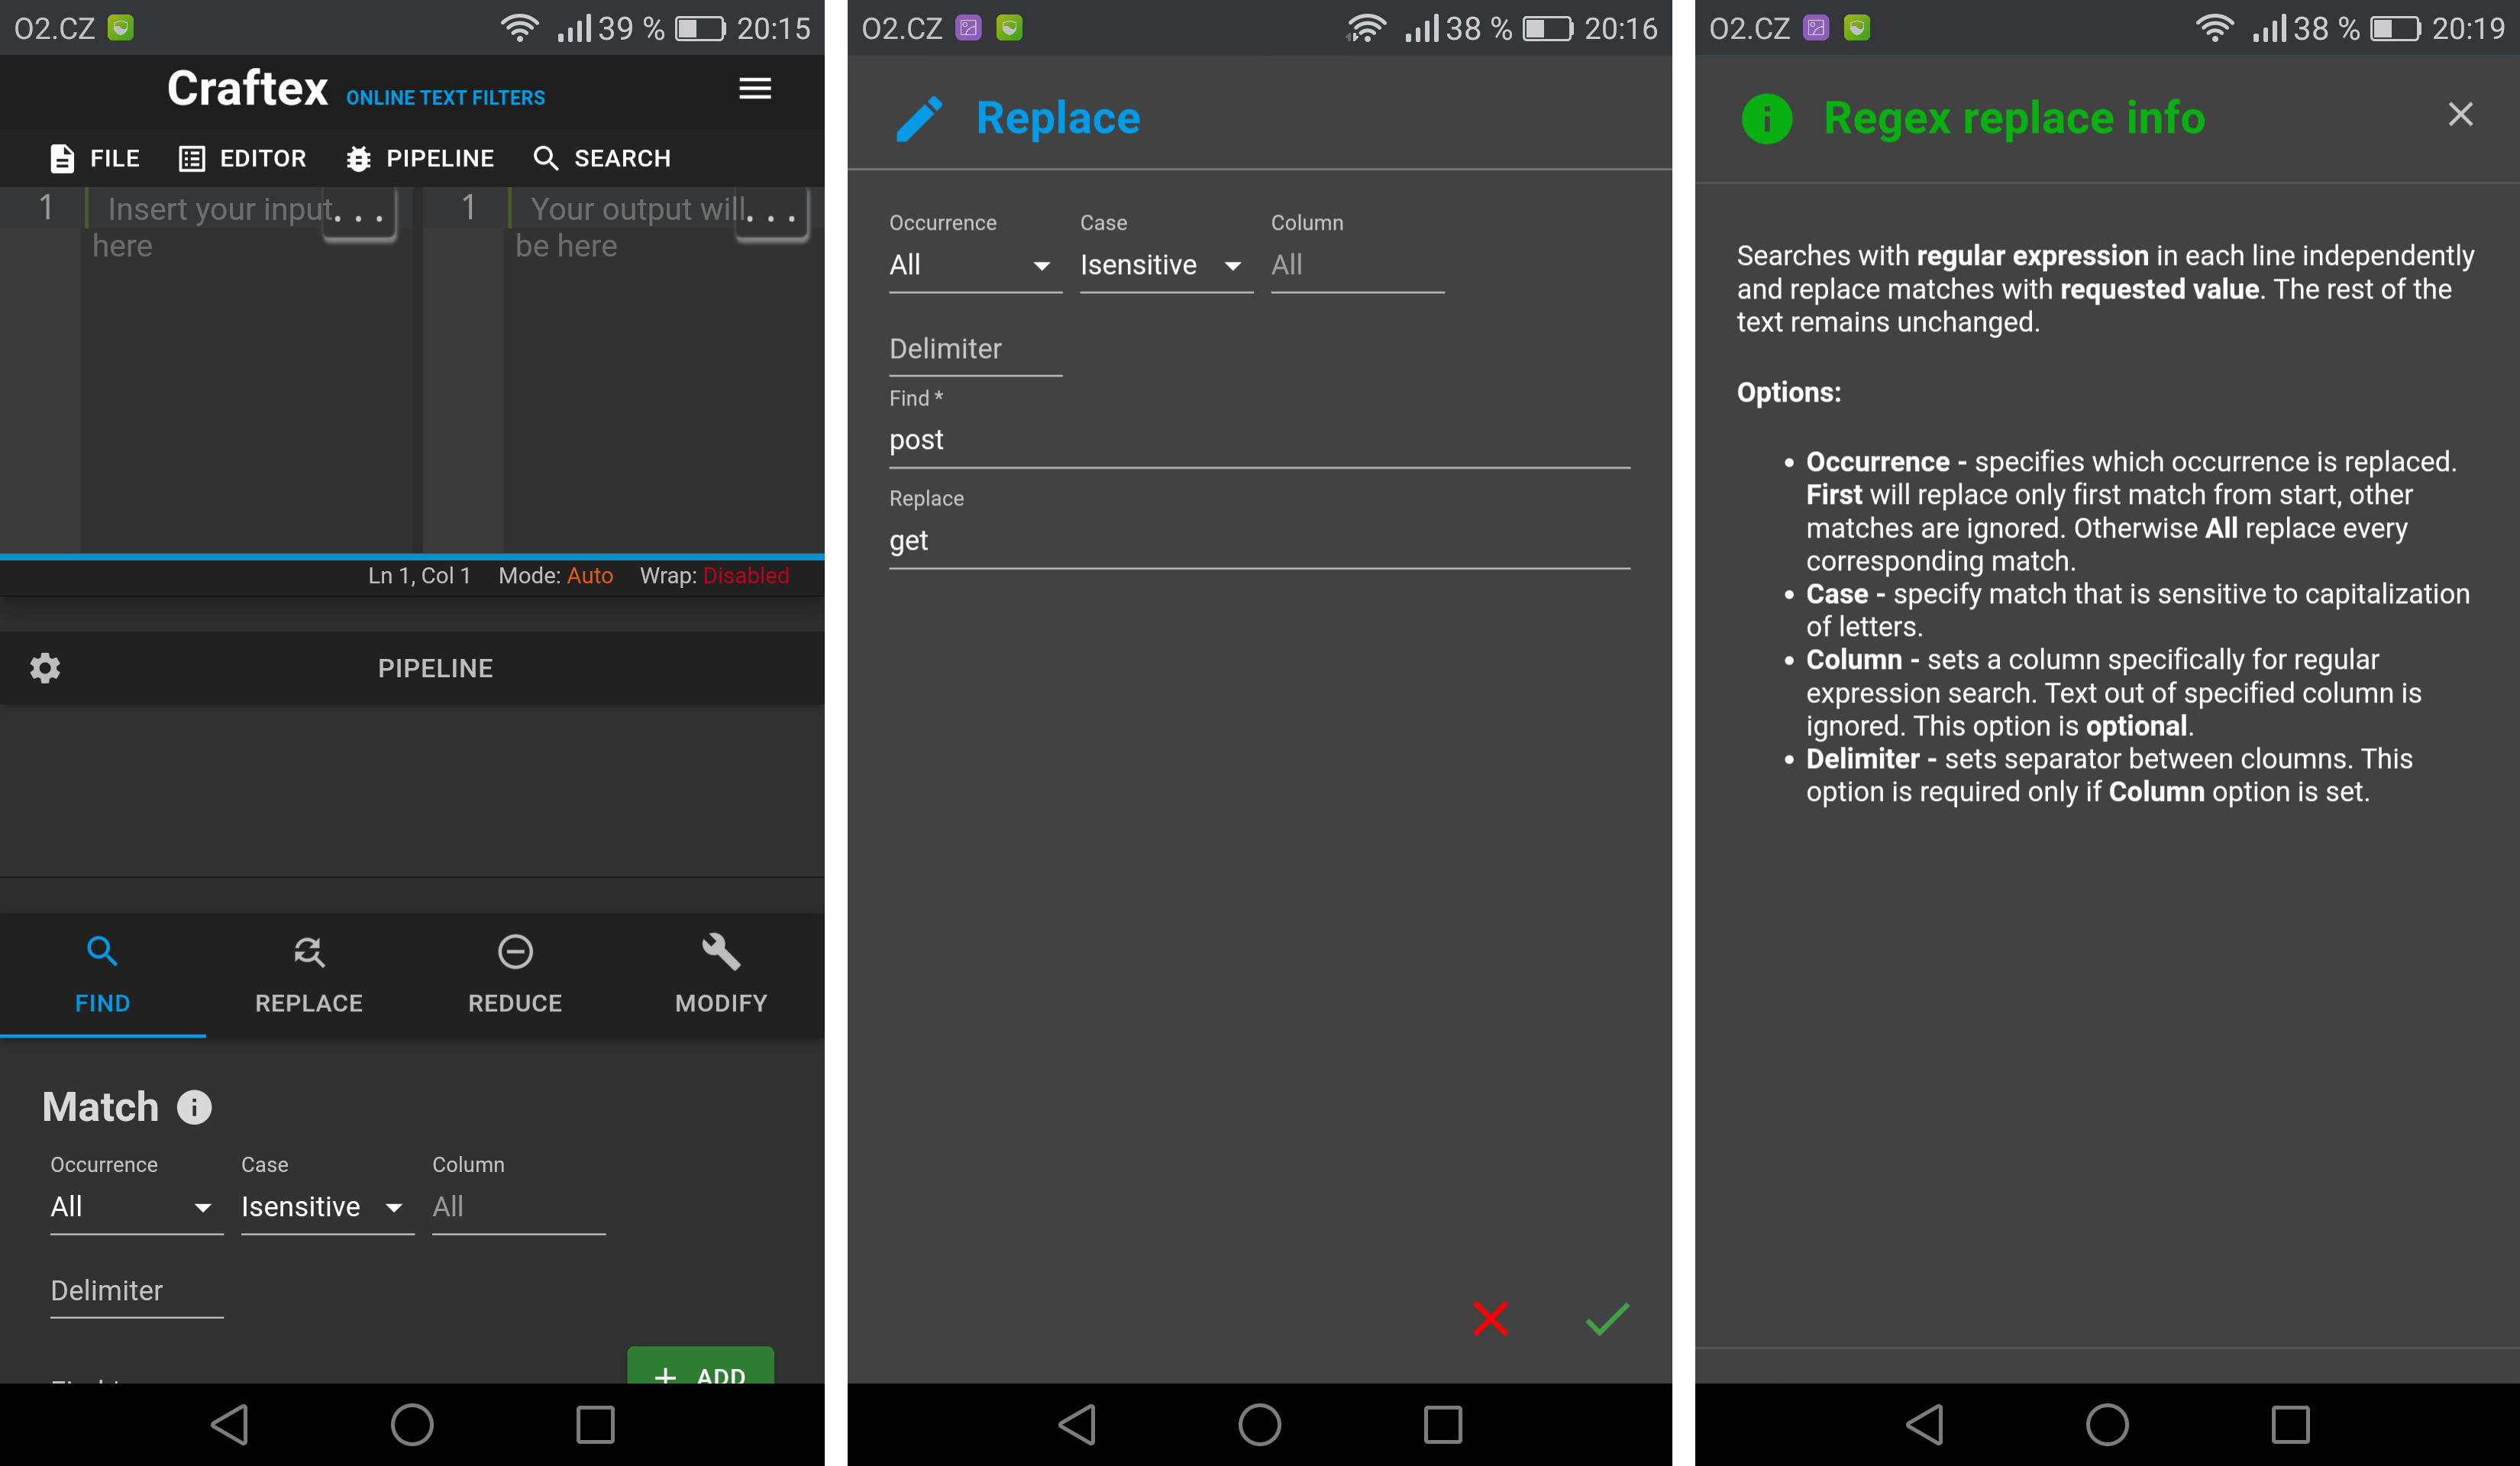 O2.CZ 39 % 20:15
Craftex ONLINE TEXT FILTERS
FILE EDITOR PIPELINE SEARCH
1 Insert your input ...
here
1 Your output will ...
be here
Ln 1, Col 1 Mode: Auto Wrap: Disabled
PIPELINE
FIND REPLACE REDUCE MODIFY
Match
Occurrence Case Column
All Isensitive All
Delimiter
+ ADD
O2.CZ 38 % 20:16
Replace
Occurrence Case Column
All Isensitive All
Delimiter
Find *
post
Replace
get
O2.CZ 38 % 20:19
Regex replace info
Searches with regular expression in each line independently
and replace matches with requested value. The rest of the
text remains unchanged.
Options:
• Occurrence - specifies which occurrence is replaced.
First will replace only first match from start, other
matches are ignored. Otherwise All replace every
corresponding match.
• Case - specify match that is sensitive to capitalization
of letters.
• Column - sets a column specifically for regular
expression search. Text out of specified column is
ignored. This option is optional.
• Delimiter - sets separator between cloumns. This
option is required only if Column option is set.